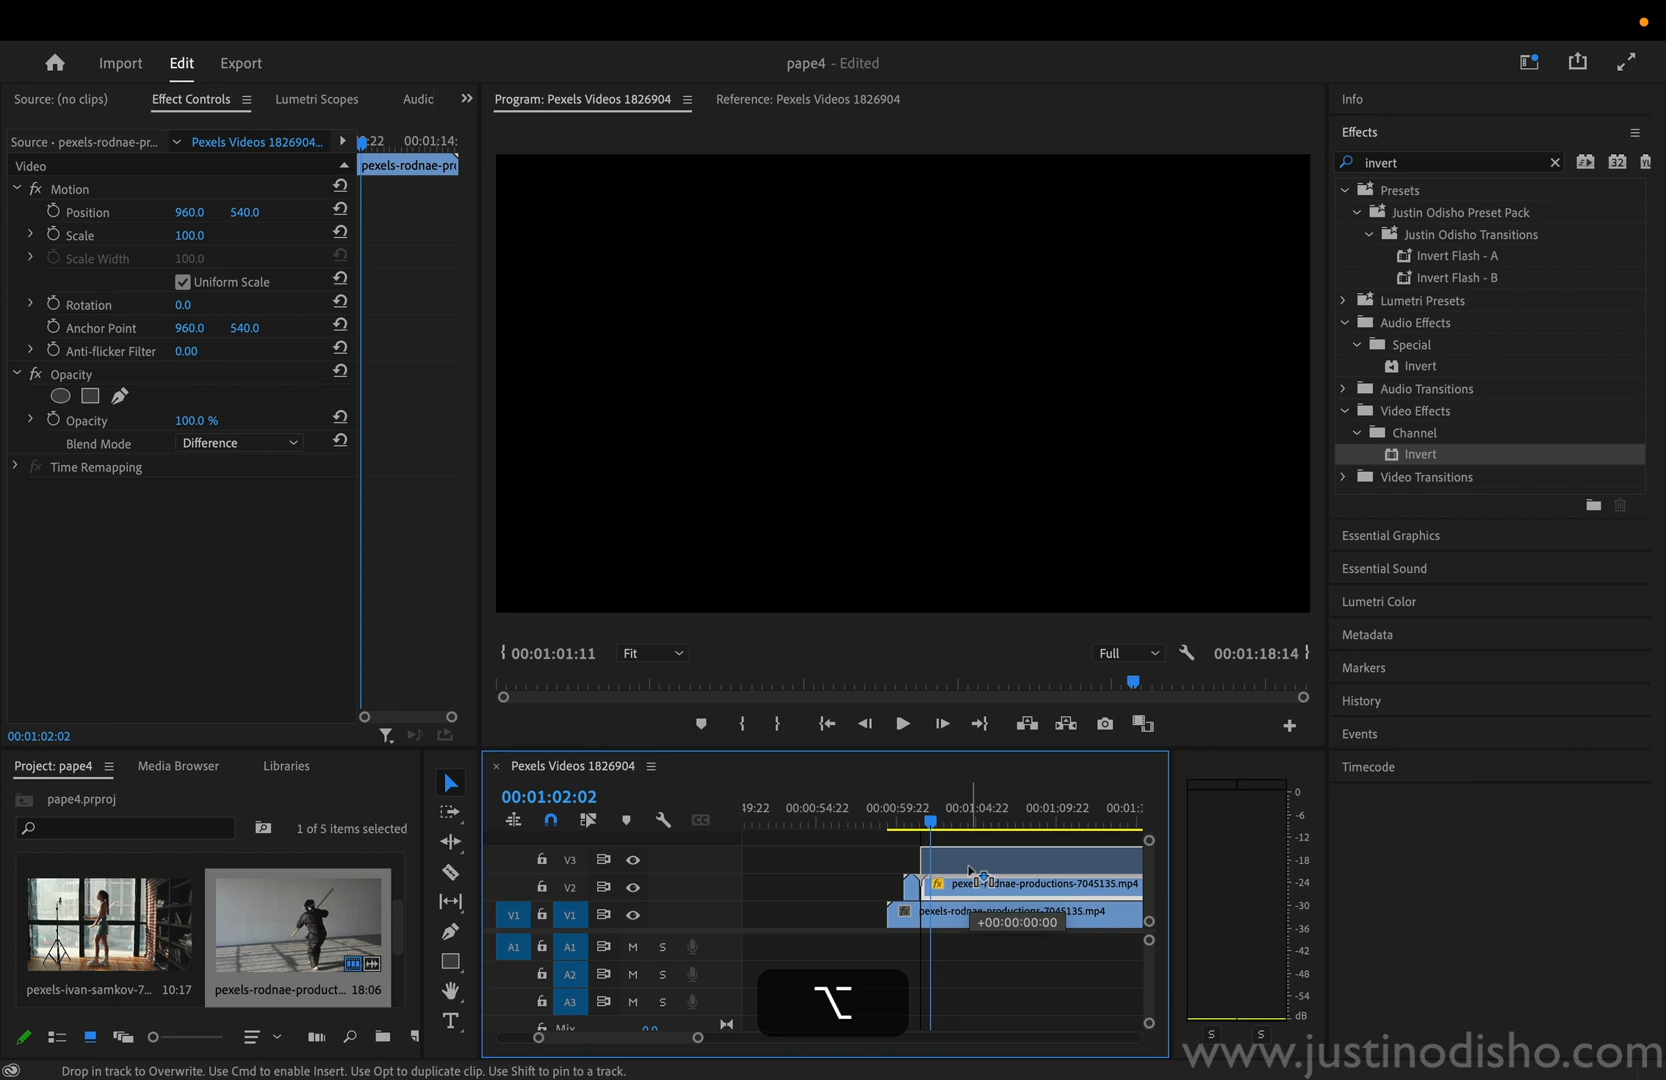 Import Edit Export
pape4 - Edited
Source: (no clips) Effect Controls Lumetri Scopes Audic
Program: Pexels Videos 1826904 Reference: Pexels Videos 1826904
Info
Effects
Source • pexels-rodnae-pr... Pexels Videos 1826904... :22 00:01:14:
Video pexels-rodnae-pr
fx Motion
Position 960.0 540.0
Scale 100.0
Scale Width 100.0
Uniform Scale
Rotation 0.0
Anchor Point 960.0 540.0
Anti-flicker Filter 0.00
fx Opacity
Opacity 100.0 %
Blend Mode Difference
fx Time Remapping
invert
32
Presets
Justin Odisho Preset Pack
Justin Odisho Transitions
Invert Flash - A
Invert Flash - B
Lumetri Presets
Audio Effects
Special
Invert
Audio Transitions
Video Effects
Channel
Invert
Video Transitions
Essential Graphics
Essential Sound
Lumetri Color
Metadata
Markers
History
Events
Timecode
00:01:01:11 Fit Full 00:01:18:14
00:01:02:02
Project: pape4 Media Browser Libraries
pape4.prproj
1 of 5 items selected
pexels-ivan-samkov-7... 10:17
pexels-rodnae-product... 18:06
× Pexels Videos 1826904
00:01:02:02
49:22 00:00:54:22 00:00:59:22 00:01:04:22 00:01:09:22 00:01:1
V3
V2 fx pexels-rodnae-productions-7045135.mp4
V1 V1 fx pexels-rodnae-productions-7045135.mp4
+00:00:00:00
A1 A1 M S
A2 M S
A3 M S
Mix 0.0
0
-6
-12
-18
-24
-30
-36
-42
-48
-54
dB
S S
Drop in track to Overwrite. Use Cmd to enable Insert. Use Opt to duplicate clip. Use Shift to pin to a track.
www.justinodisho.com